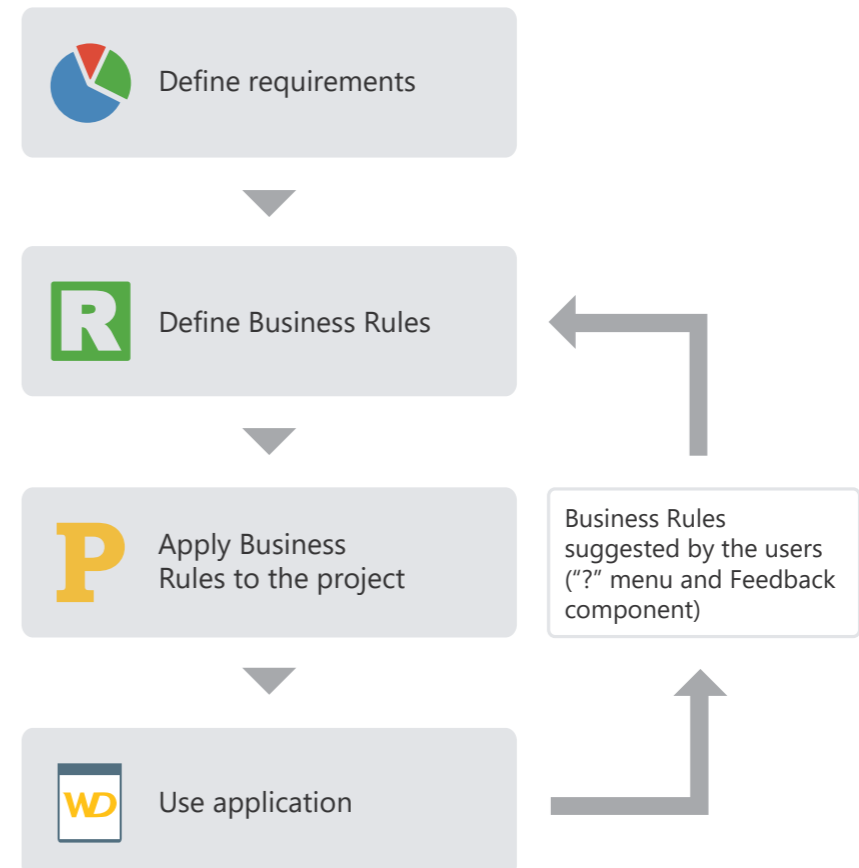 Define requirements
R
Define Business Rules
P
Apply Business
Rules to the project
Business Rules
suggested by the users
(“?” menu and Feedback
component)
WD
Use application